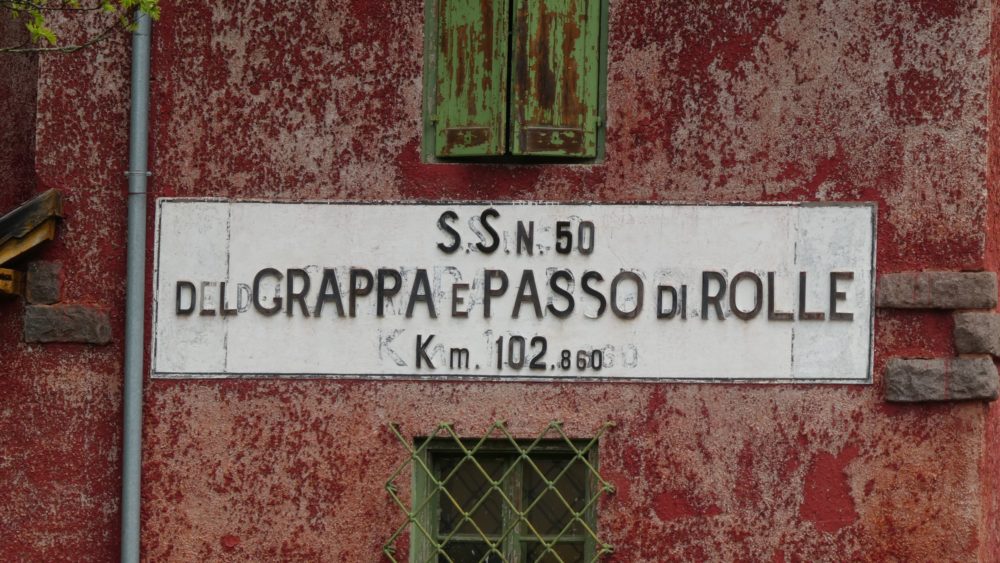 S.S. N. 50
DEL GRAPPA E PASSO DI ROLLE
Km. 102.860